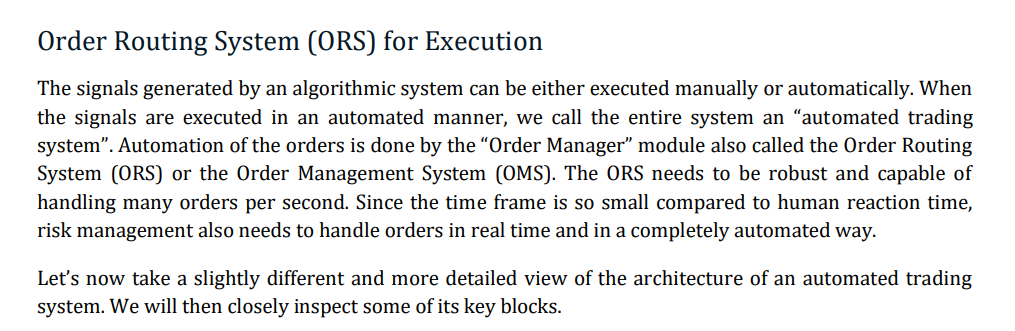 Order Routing System (ORS) for Execution
The signals generated by an algorithmic system can be either executed manually or automatically. When
the signals are executed in an automated manner, we call the entire system an “automated trading
system”. Automation of the orders is done by the “Order Manager” module also called the Order Routing
System (ORS) or the Order Management System (OMS). The ORS needs to be robust and capable of
handling many orders per second. Since the time frame is so small compared to human reaction time,
risk management also needs to handle orders in real time and in a completely automated way.
Let’s now take a slightly different and more detailed view of the architecture of an automated trading
system. We will then closely inspect some of its key blocks.